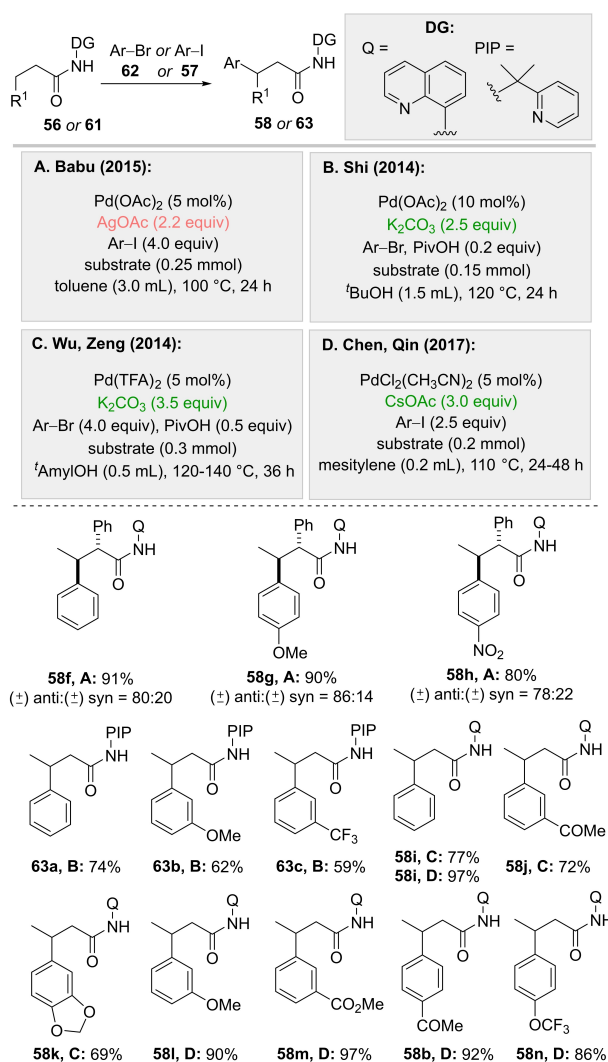 DG
NH
O
R¹
56 or 61
Ar–Br or Ar–I
62 or 57
DG
Ar
NH
O
R¹
58 or 63
DG:
Q =
N
PIP =
N
A. Babu (2015):
Pd(OAc)₂ (5 mol%)
AgOAc (2.2 equiv)
Ar–I (4.0 equiv)
substrate (0.25 mmol)
toluene (3.0 mL), 100 °C, 24 h
B. Shi (2014):
Pd(OAc)₂ (10 mol%)
K₂CO₃ (2.5 equiv)
Ar–Br, PivOH (0.2 equiv)
substrate (0.15 mmol)
ᵗBuOH (1.5 mL), 120 °C, 24 h
C. Wu, Zeng (2014):
Pd(TFA)₂ (5 mol%)
K₂CO₃ (3.5 equiv)
Ar–Br (4.0 equiv), PivOH (0.5 equiv)
substrate (0.3 mmol)
ᵗAmylOH (0.5 mL), 120-140 °C, 36 h
D. Chen, Qin (2017):
PdCl₂(CH₃CN)₂ (5 mol%)
CsOAc (3.0 equiv)
Ar–I (2.5 equiv)
substrate (0.2 mmol)
mesitylene (0.2 mL), 110 °C, 24-48 h
Ph
Q
NH
O
58f, A: 91%
(±) anti:(±) syn = 80:20
Ph
Q
NH
O
OMe
58g, A: 90%
(±) anti:(±) syn = 86:14
Ph
Q
NH
O
NO₂
58h, A: 80%
(±) anti:(±) syn = 78:22
PIP
NH
O
63a, B: 74%
PIP
NH
O
OMe
63b, B: 62%
PIP
NH
O
CF₃
63c, B: 59%
Q
NH
O
58i, C: 77%
58i, D: 97%
Q
NH
O
COMe
58j, C: 72%
Q
NH
O
O
O
58k, C: 69%
Q
NH
O
OMe
58l, D: 90%
Q
NH
O
CO₂Me
58m, D: 97%
Q
NH
O
COMe
58b, D: 92%
Q
NH
O
OCF₃
58n, D: 86%